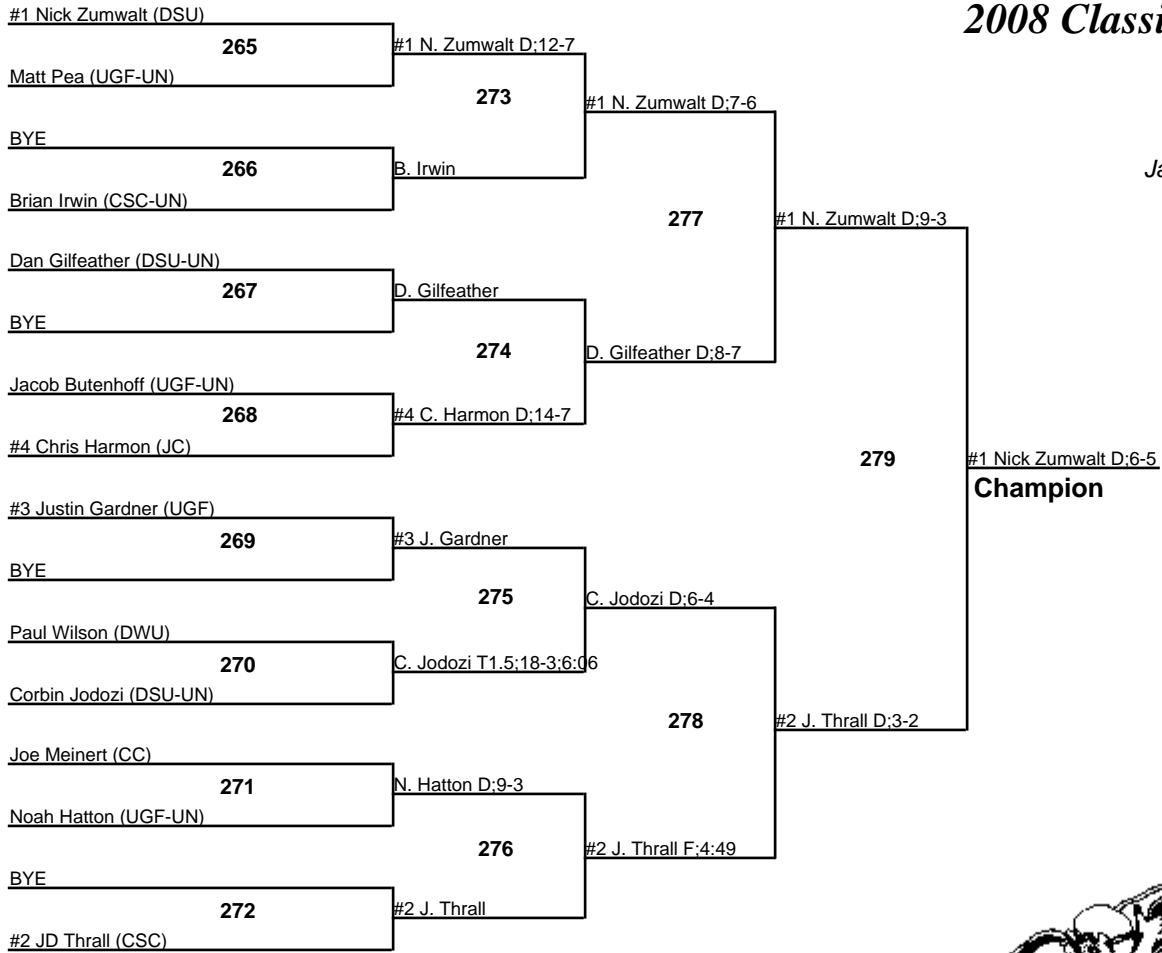 2008 Classi
Ja
#1 Nick Zumwalt (DSU)
265
Matt Pea (UGF-UN)
BYE
266
Brian Irwin (CSC-UN)
Dan Gilfeather (DSU-UN)
267
BYE
Jacob Butenhoff (UGF-UN)
268
#4 Chris Harmon (JC)
#3 Justin Gardner (UGF)
269
BYE
Paul Wilson (DWU)
270
Corbin Jodozi (DSU-UN)
Joe Meinert (CC)
271
Noah Hatton (UGF-UN)
BYE
272
#2 JD Thrall (CSC)
#1 N. Zumwalt D;12-7
273
B. Irwin
D. Gilfeather
274
#4 C. Harmon D;14-7
#3 J. Gardner
275
C. Jodozi T1.5;18-3;6:06
N. Hatton D;9-3
276
#2 J. Thrall
#1 N. Zumwalt D;7-6
277
D. Gilfeather D;8-7
C. Jodozi D;6-4
278
#2 J. Thrall F;4:49
#1 N. Zumwalt D;9-3
279
#2 J. Thrall D;3-2
#1 Nick Zumwalt D;6-5
Champion